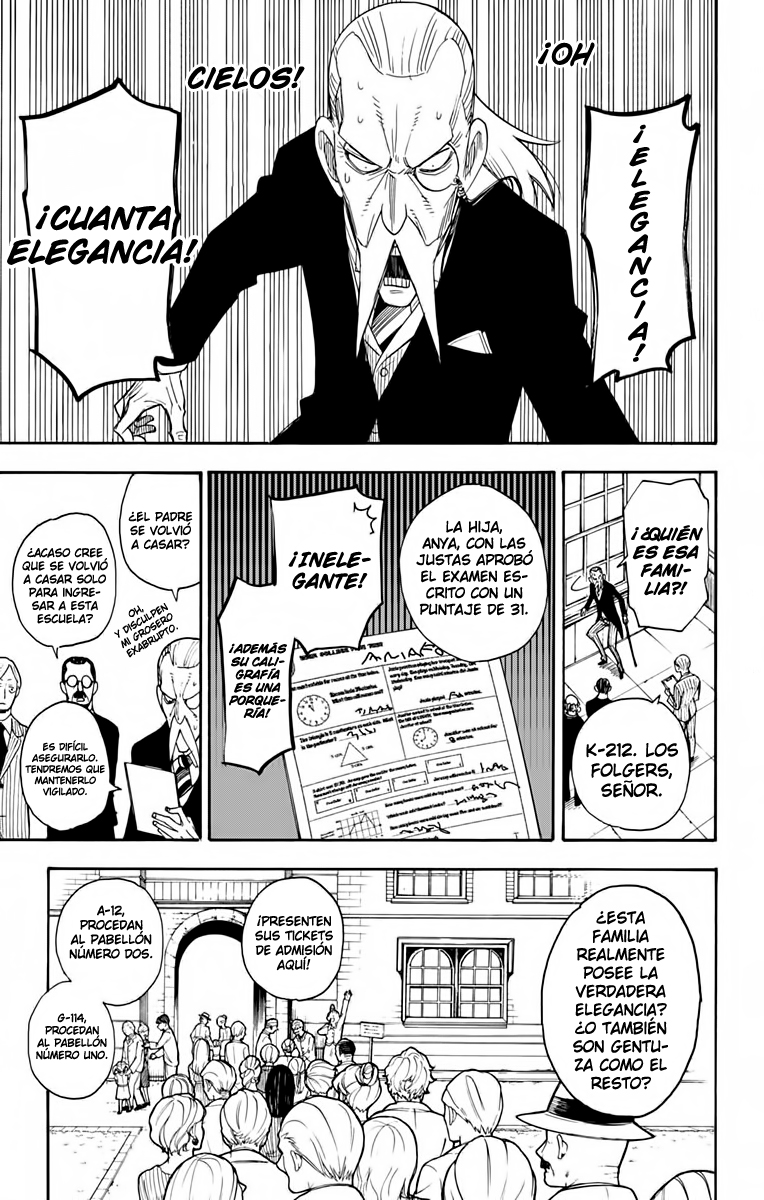 ¡OH
CIELOS!
¡ELEGANCIA!
¡CUANTA
ELEGANCIA!
¡¿QUIÉN
ES ESA
FAMI-
LIA?!
K-212. LOS
FOLGERS,
SEÑOR.
LA HIJA,
ANYA, CON LAS
JUSTAS APROBÓ
EL EXAMEN ES-
CRITO CON UN
PUNTAJE DE 31.
¡INELE-
GANTE!
¡ADEMÁS
SU CALI-
GRAFÍA
ES UNA
PORQUE-
RÍA!
¿EL PADRE
SE VOLVIÓ
A CASAR?
¿ACASO CREE
QUE SE VOLVIÓ
A CASAR SOLO
PARA INGRE-
SAR A ESTA
ESCUELA?
OH,
Y DISCULPEN
MI GROSERO
EXABRUPTO.
ES DIFÍCIL
ASEGURARLO.
TENDREMOS QUE
MANTENERLO
VIGILADO.
¿ESTA
FAMILIA
REALMENTE
POSEE LA
VERDADERA
ELEGANCIA?
¿O TAMBIÉN
SON GENTU-
ZA COMO EL
RESTO?
¡PRESENTEN
SUS TICKETS
DE ADMISIÓN
AQUÍ!
A-12,
PROCEDAN
AL PABELLÓN
NÚMERO DOS.
G-114,
PROCEDAN
AL PABELLÓN
NÚMERO UNO.